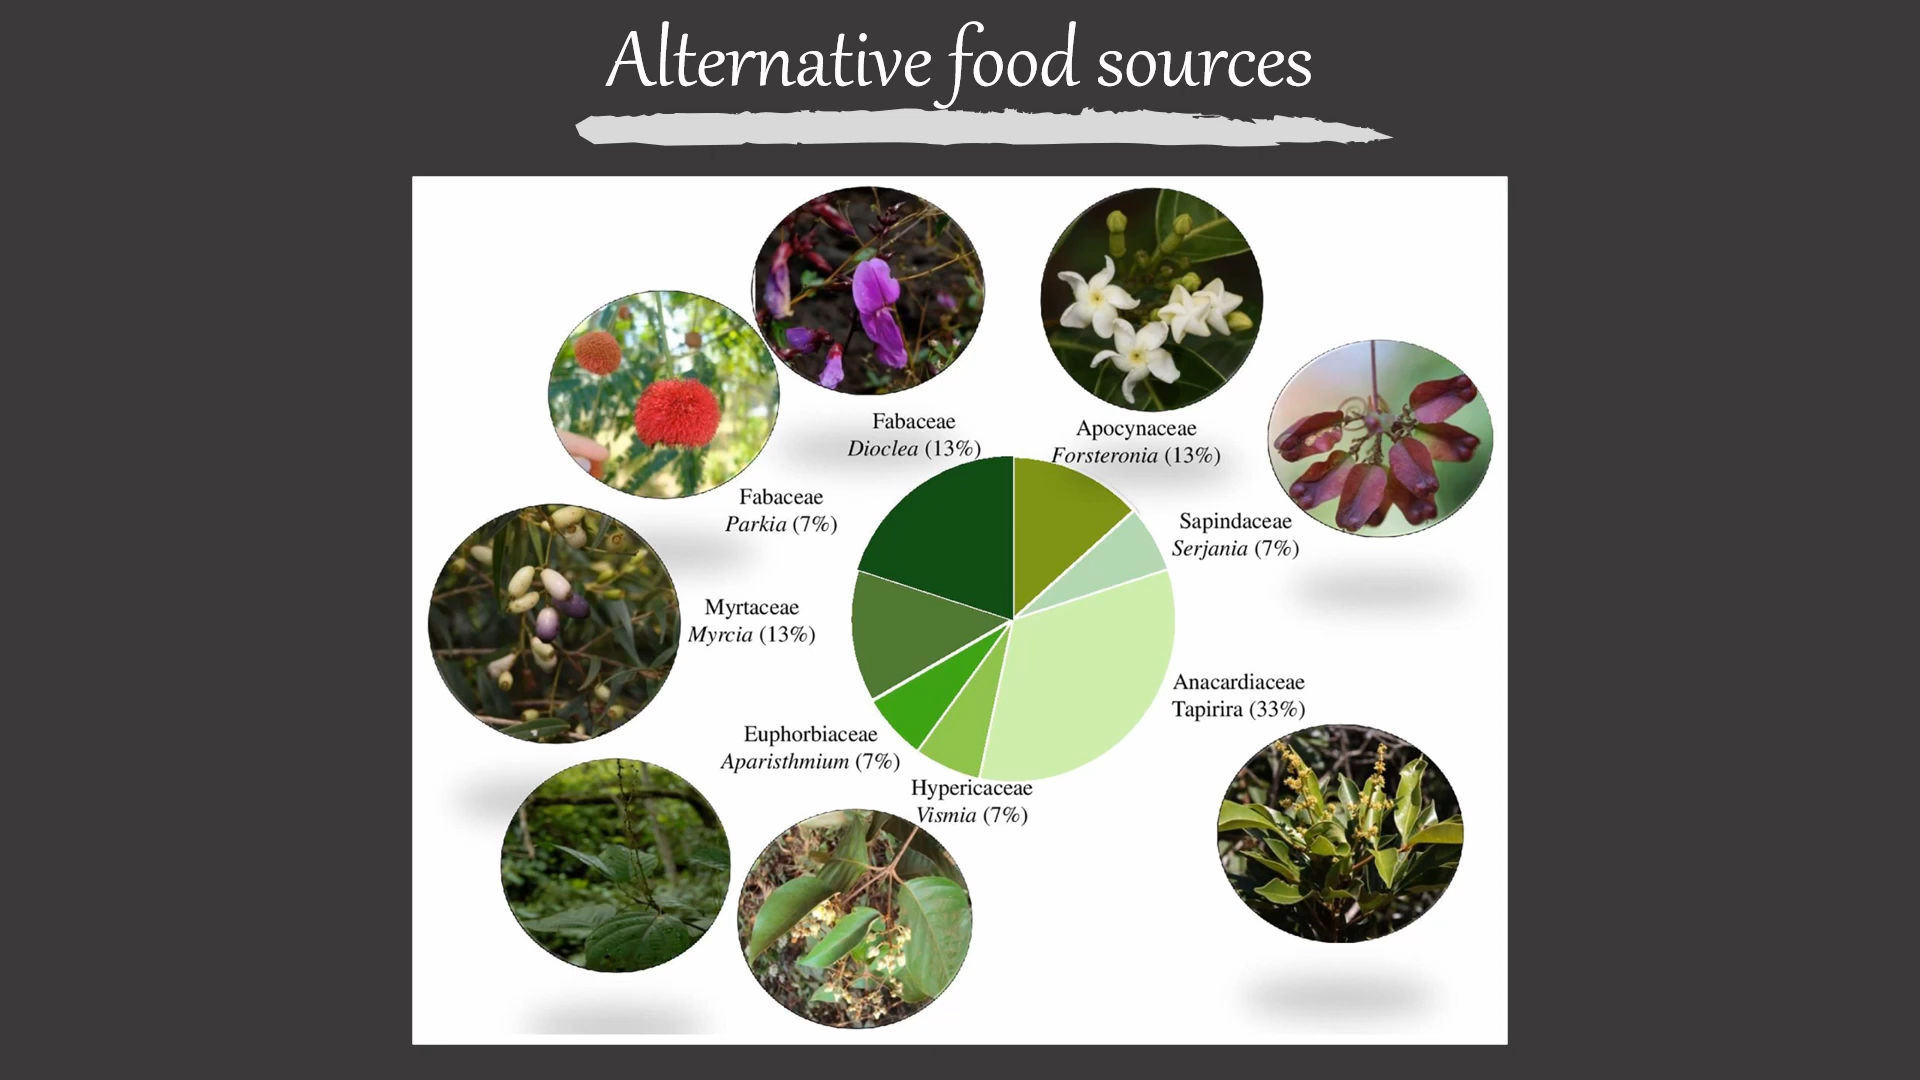 Alternative food sources
Fabaceae
Dioclea (13%)
Apocynaceae
Forsteronia (13%)
Fabaceae
Parkia (7%)
Sapindaceae
Serjania (7%)
Myrtaceae
Myrcia (13%)
Anacardiaceae
Tapirira (33%)
Euphorbiaceae
Aparisthmium (7%)
Hypericaceae
Vismia (7%)